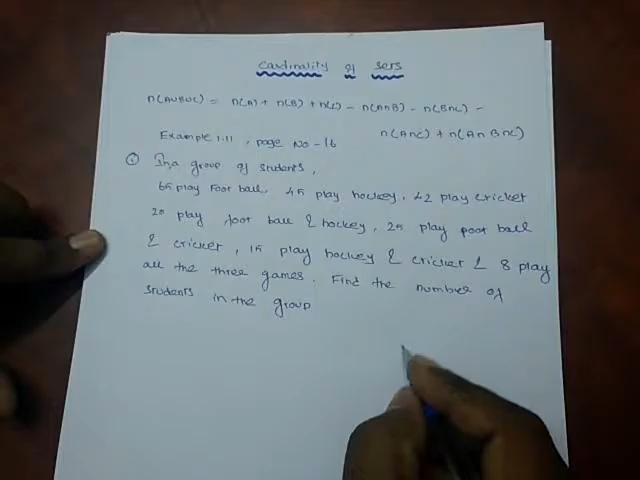 Cardinality of sets
n(AUBUC) = n(A) + n(B) + n(C) - n(A∩B) - n(B∩C) -
n(A∩C) + n(A∩B∩C)
Example 1.11, page No - 16
① In a group of students,
65 play Foot ball, 45 play hockey, 42 play cricket
20 play foot ball & hockey, 25 play foot ball
& cricket, 15 play hockey & cricket & 8 play
all the three games. Find the number of
students in the group